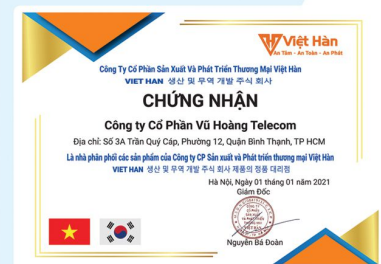 Việt Hàn
An Tâm - An Toàn - An Phát
Công Ty Cổ Phần Sản Xuất Và Phát Triển Thương Mại Việt Hàn
VIET HAN 생산 및 무역 개발 주식 회사
CHỨNG NHẬN
Công ty Cổ Phần Vũ Hoàng Telecom
Địa chỉ: Số 3A Trần Quý Cáp, Phường 12, Quận Bình Thạnh, TP HCM
Là nhà phân phối các sản phẩm của Công ty CP Sản xuất và Phát triển thương mại Việt Hàn
VIET HAN 생산 및 무역 개발 주식 회사 제품의 정품 대리점
Hà Nội, Ngày 01 tháng 01 năm 2021
Giám Đốc
Nguyễn Bá Đoàn